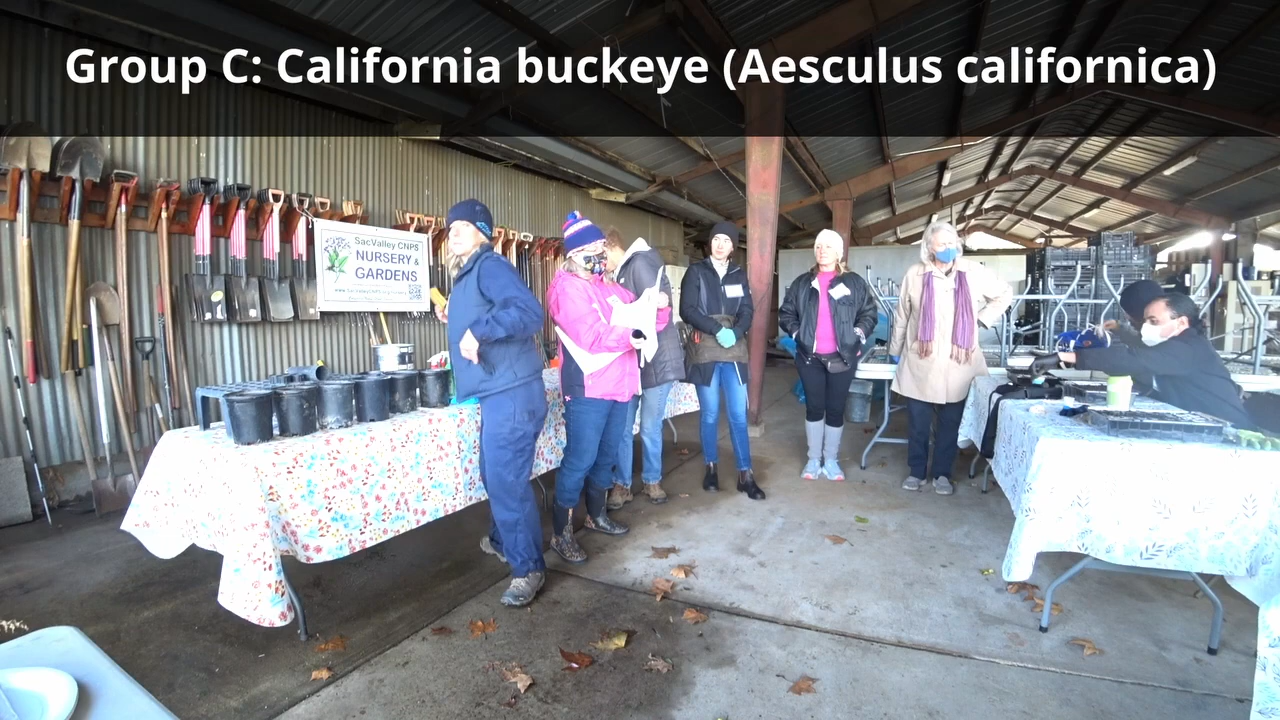 Group C: California buckeye (Aesculus californica)
SacValley CNPS
NURSERY &
GARDENS